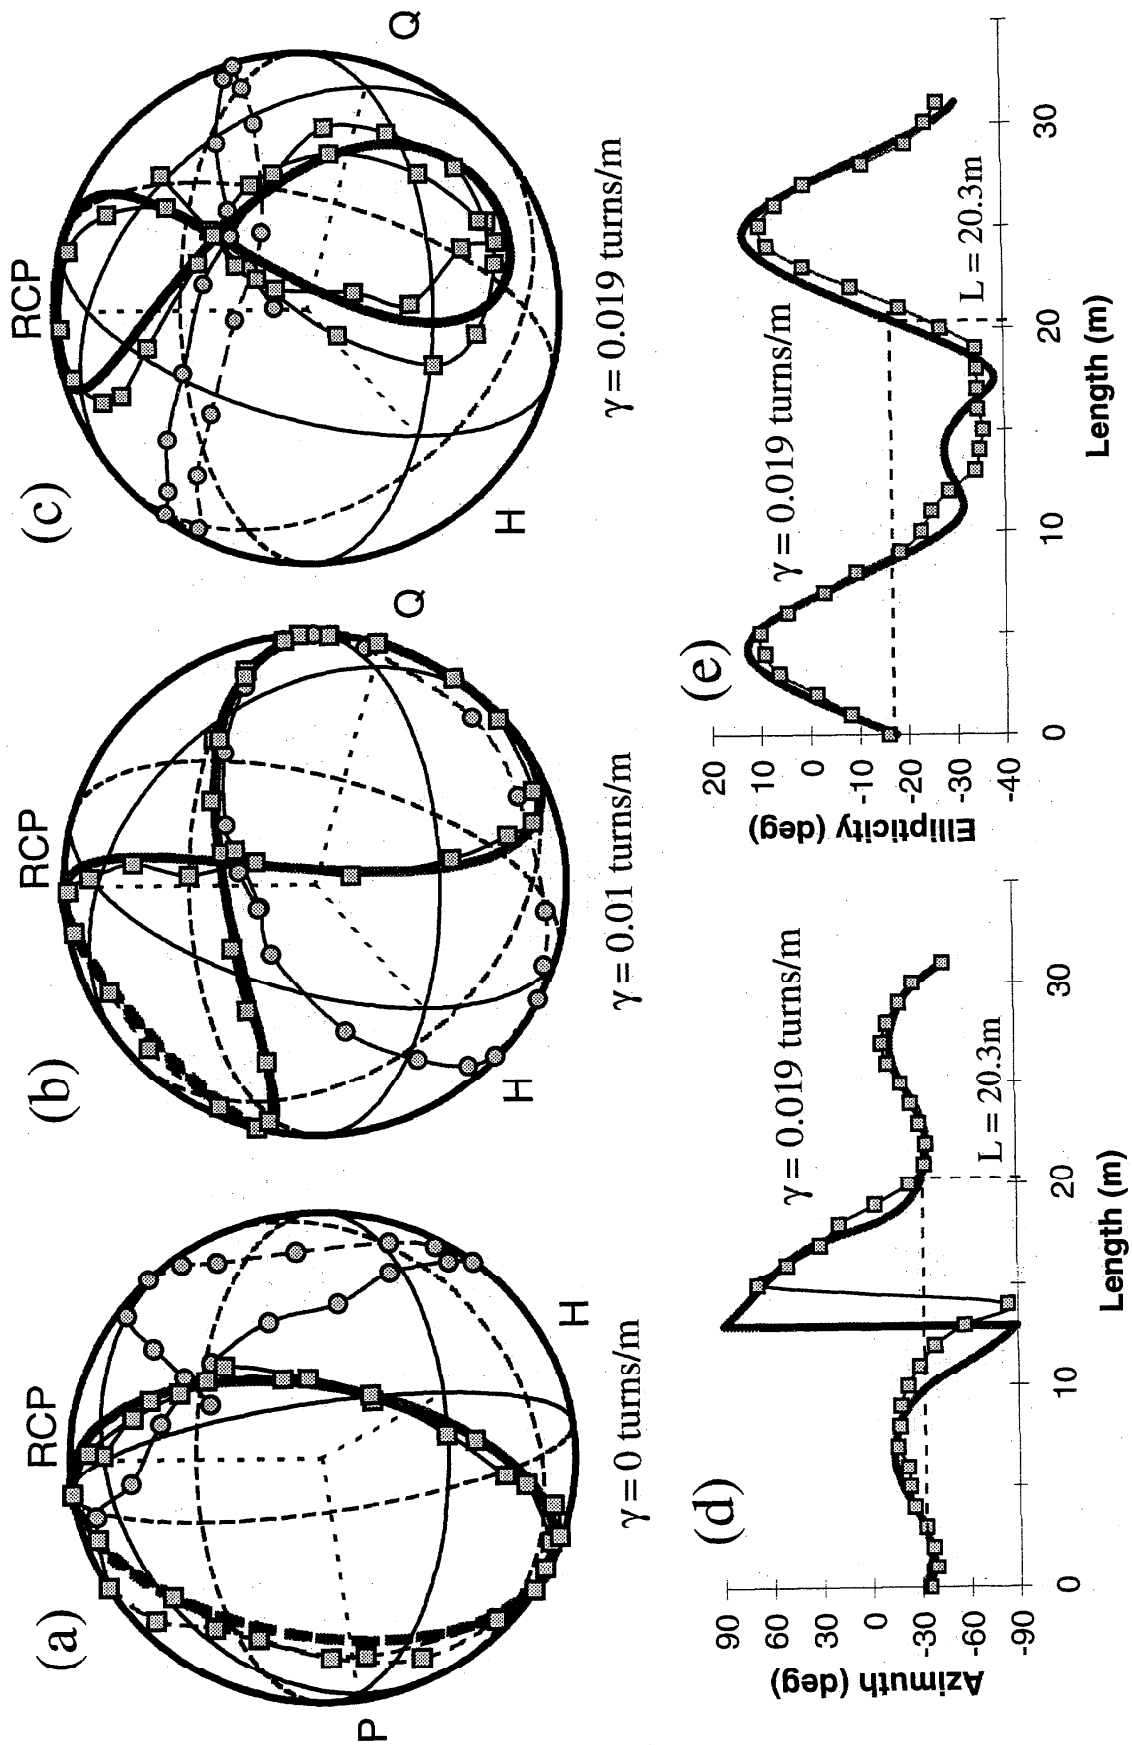 (a)
RCP
P
H
γ = 0 turns/m
(b)
RCP
Q
H
γ = 0.01 turns/m
(c)
RCP
Q
H
γ = 0.019 turns/m
(d)
γ = 0.019 turns/m
90
60
30
0
-30
-60
-90
Azimuth (deg)
L = 20.3m
0
10
20
30
Length (m)
(e)
γ = 0.019 turns/m
20
10
0
-10
-20
-30
-40
Ellipticity (deg)
L = 20.3m
0
10
20
30
Length (m)